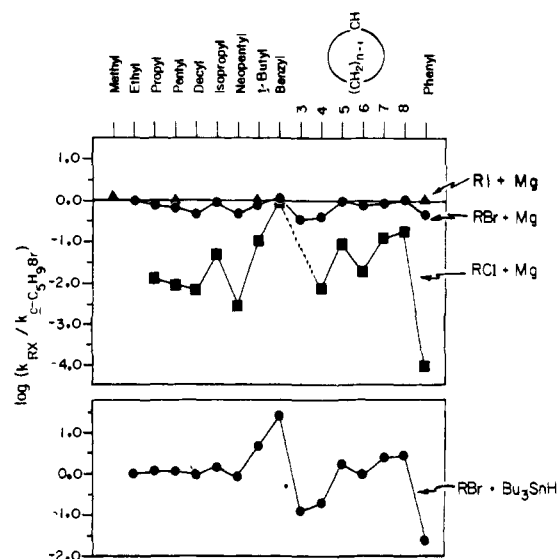 Methyl
Ethyl
Propyl
Pentyl
Decyl
Isopropyl
Neopentyl
t-Butyl
Benzyl
(CH2)n-1 CH
3
4
5
6
7
8
Phenyl
1.0
0.0
-1.0
-2.0
-3.0
-4.0
log (kRX / kc-C5H9Br)
RI + Mg
RBr + Mg
RCl + Mg
1.0
0.0
-1.0
-2.0
RBr + Bu3SnH